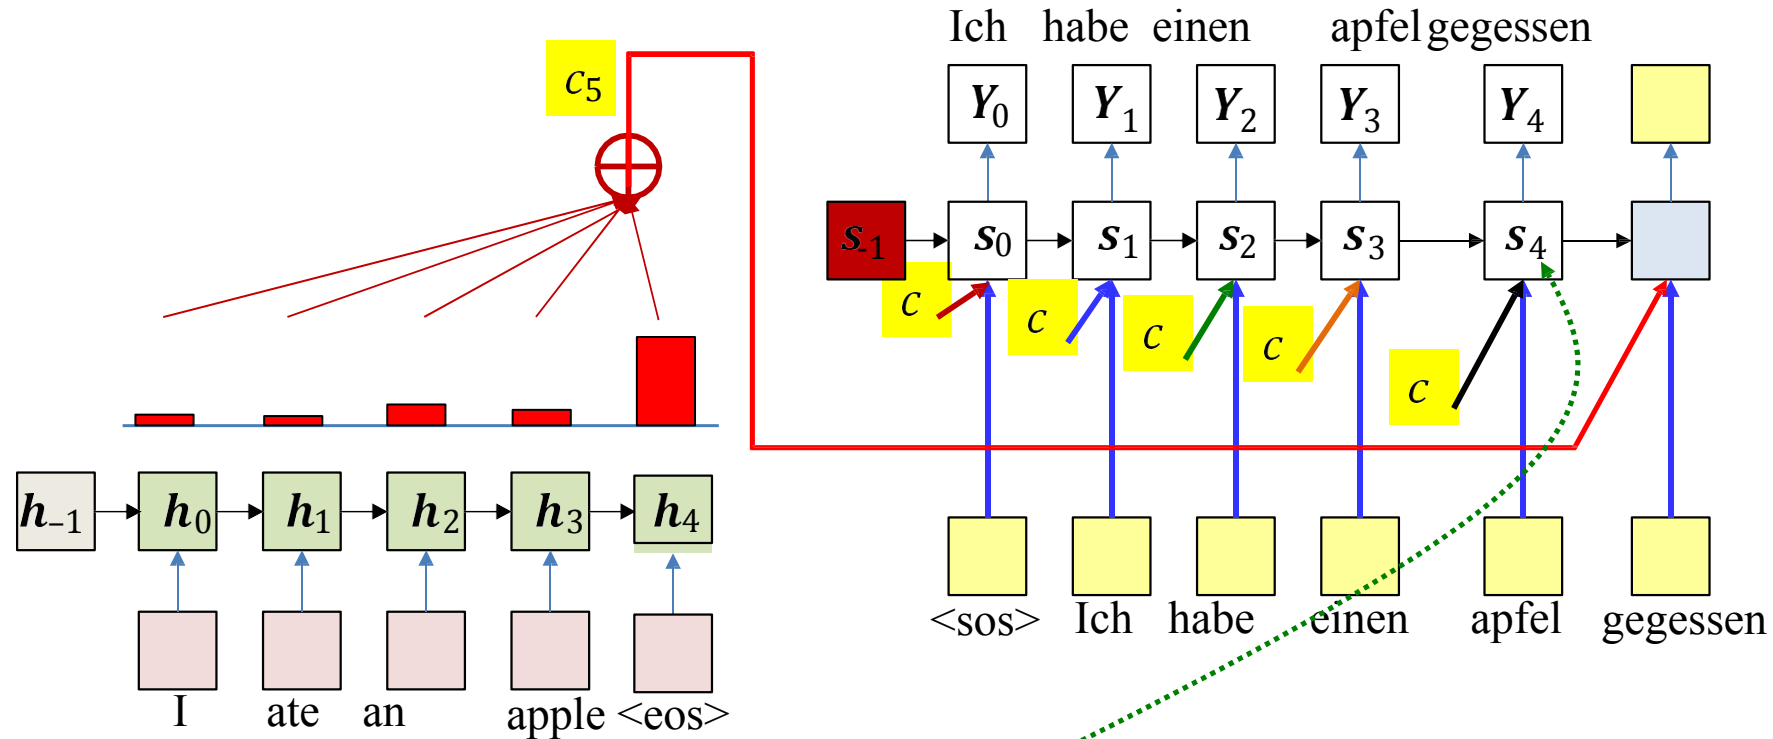 Ich habe einen apfel gegessen
c₅
Y₀ Y₁ Y₂ Y₃ Y₄
s₋₁ s₀ s₁ s₂ s₃ s₄
c c c c c
h₋₁ h₀ h₁ h₂ h₃ h₄
<sos> Ich habe einen apfel gegessen
I ate an apple <eos>